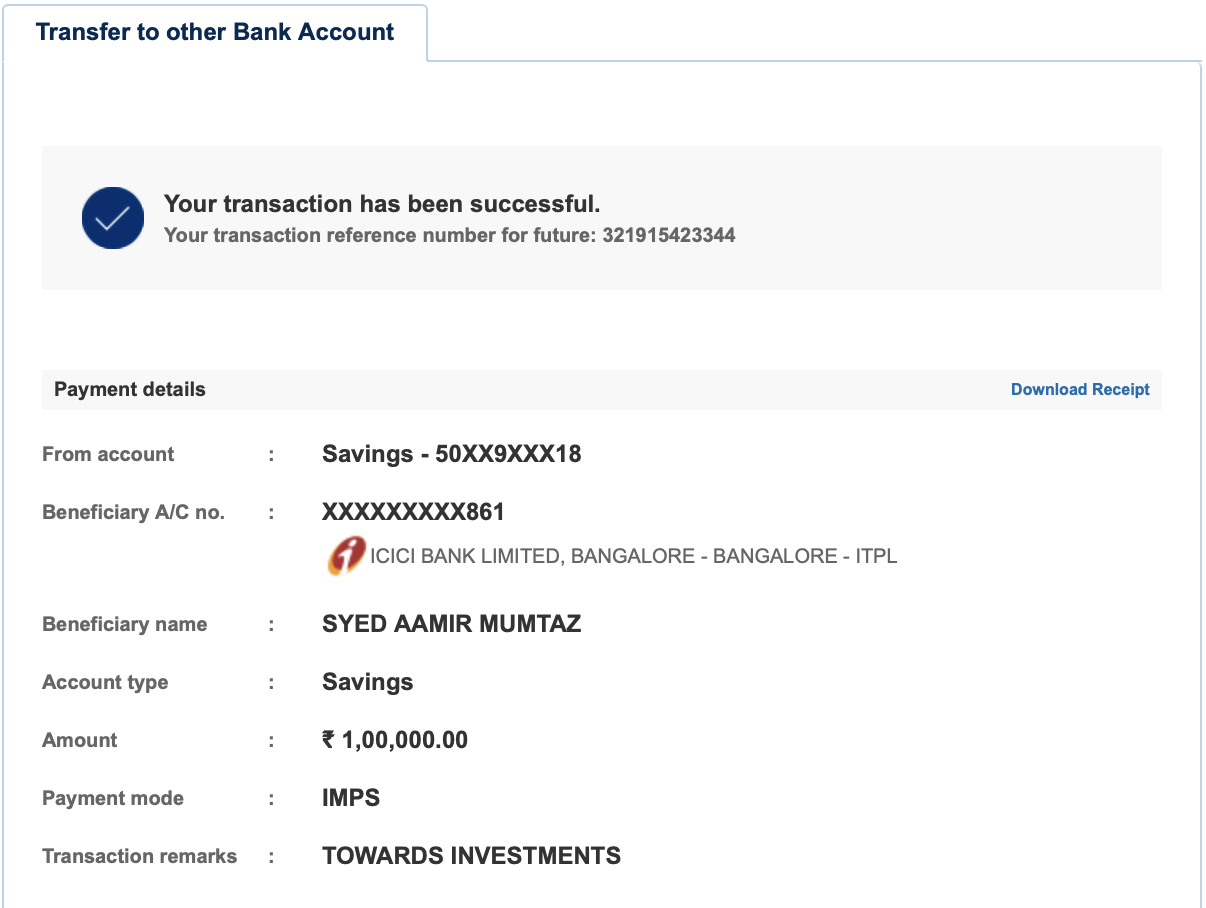 Transfer to other Bank Account
Your transaction has been successful.
Your transaction reference number for future: 321915423344
Payment details Download Receipt
From account : Savings - 50XX9XXX18
Beneficiary A/C no. : XXXXXXXXX861
ICICI BANK LIMITED, BANGALORE - BANGALORE - ITPL
Beneficiary name : SYED AAMIR MUMTAZ
Account type : Savings
Amount : ₹ 1,00,000.00
Payment mode : IMPS
Transaction remarks : TOWARDS INVESTMENTS